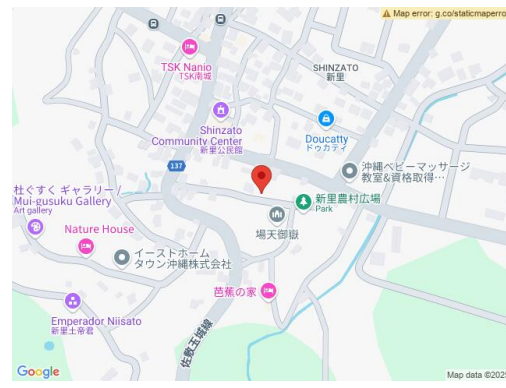 Map error: g.co/staticmaperro
TSK Nanio
TSK南城
SHINZATO
新里
Shinzato
Community Center
新里公民館
Doucatty
ドゥカティ
137
沖縄ベビーマッサージ
教室&資格取得...
杜ぐすく ギャラリー /
Mui-gusuku Gallery
Art gallery
新里農村広場
Park
場天御嶽
Nature House
イーストホーム
タウン沖縄株式会社
芭蕉の家
Emperador Niisato
新里土帝君
佐敷玉城線
Google
Map data ©2025